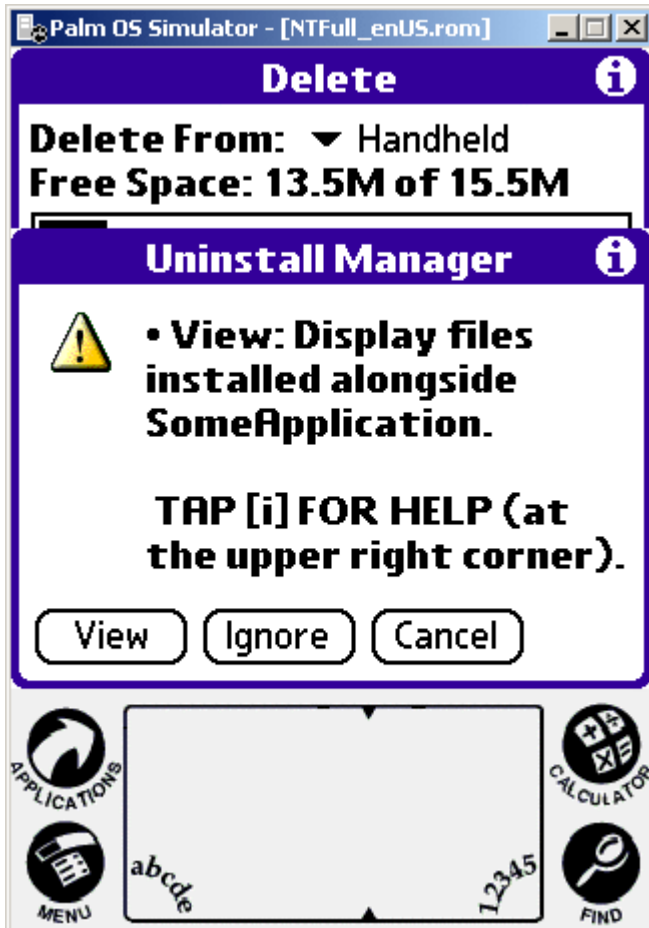 Palm OS Simulator - [NTFull_enUS.rom]
Delete
Delete From: Handheld
Free Space: 13.5M of 15.5M
Uninstall Manager
• View: Display files
installed alongside
SomeApplication.
TAP [i] FOR HELP (at
the upper right corner).
View Ignore Cancel
APPLICATIONS
CALCULATOR
MENU
abcde
12345
FIND